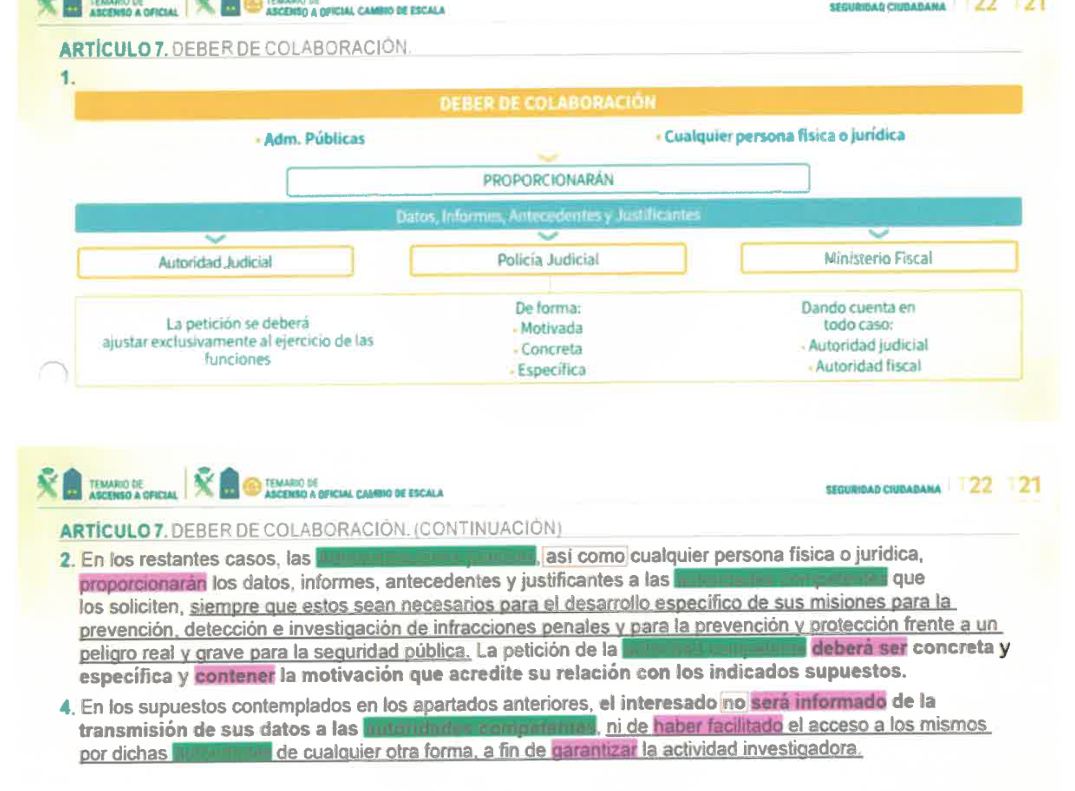 TEMARIO DE
ASCENSO A OFICIAL
TEMARIO DE
ASCENSO A OFICIAL CAMBIO DE ESCALA
SEGURIDAD CIUDADANA
T22 T21
ARTÍCULO 7. DEBER DE COLABORACIÓN.
1.
DEBER DE COLABORACIÓN
• Adm. Públicas
• Cualquier persona física o jurídica
PROPORCIONARÁN
Datos, Informes, Antecedentes y Justificantes
Autoridad Judicial
Policía Judicial
Ministerio Fiscal
La petición se deberá
ajustar exclusivamente al ejercicio de las
funciones
De forma:
• Motivada
• Concreta
• Específica
Dando cuenta en
todo caso:
• Autoridad judicial
• Autoridad fiscal
TEMARIO DE
ASCENSO A OFICIAL
TEMARIO DE
ASCENSO A OFICIAL CAMBIO DE ESCALA
SEGURIDAD CIUDADANA
T22 T21
ARTÍCULO 7. DEBER DE COLABORACIÓN. (CONTINUACIÓN)
2. En los restantes casos, las así como cualquier persona física o jurídica,
proporcionarán los datos, informes, antecedentes y justificantes a las autoridades competentes que
los soliciten, siempre que estos sean necesarios para el desarrollo específico de sus misiones para la
prevención, detección e investigación de infracciones penales y para la prevención y protección frente a un
peligro real y grave para la seguridad pública. La petición de la deberá ser concreta y
específica y contener la motivación que acredite su relación con los indicados supuestos.
4. En los supuestos contemplados en los apartados anteriores, el interesado no será informado de la
transmisión de sus datos a las autoridades competentes, ni de haber facilitado el acceso a los mismos
por dichas de cualquier otra forma, a fin de garantizar la actividad investigadora.